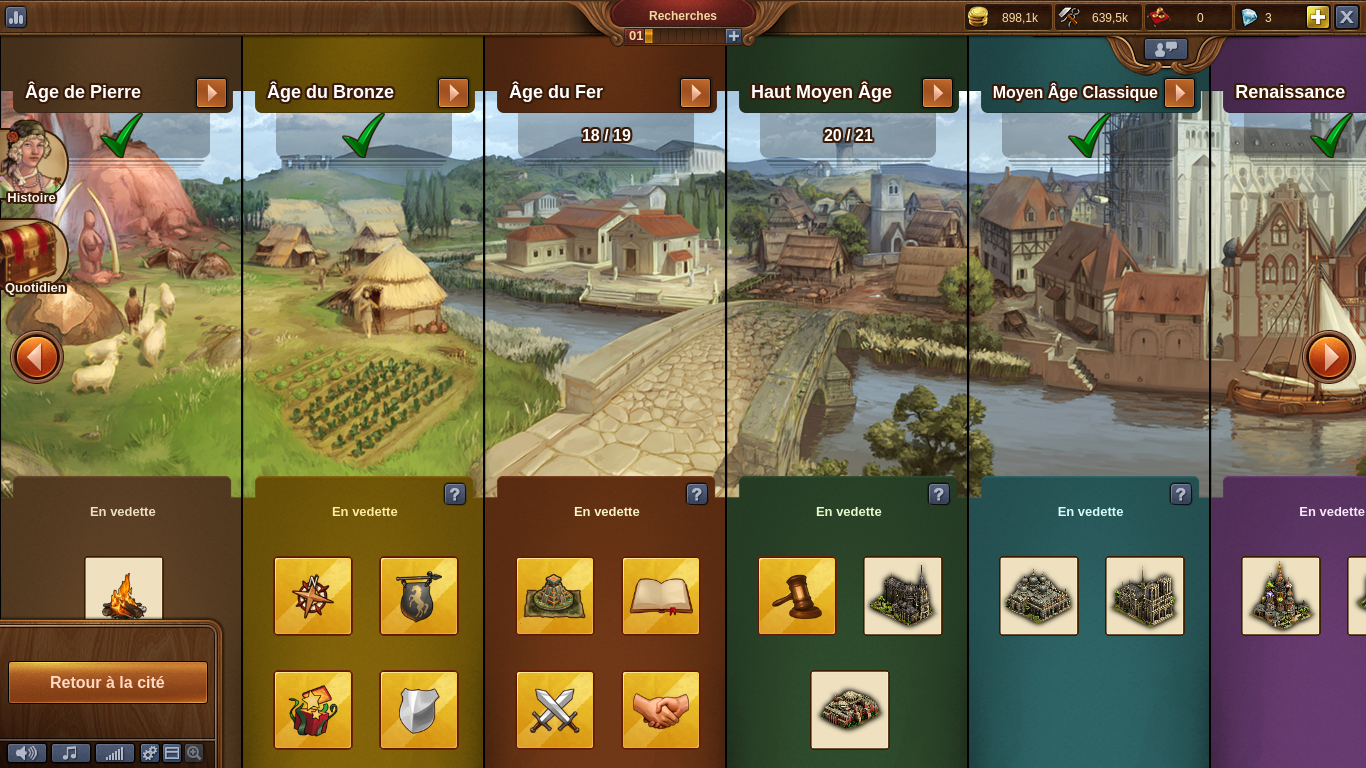 Recherches
898,1k
639,5k
0
3
01
Âge de Pierre
Âge du Bronze
Âge du Fer
Haut Moyen Âge
Moyen Âge Classique
Renaissance
18 / 19
20 / 21
Histoire
Quotidien
En vedette
En vedette
?
En vedette
?
En vedette
?
En vedette
?
En vedette
Retour à la cité